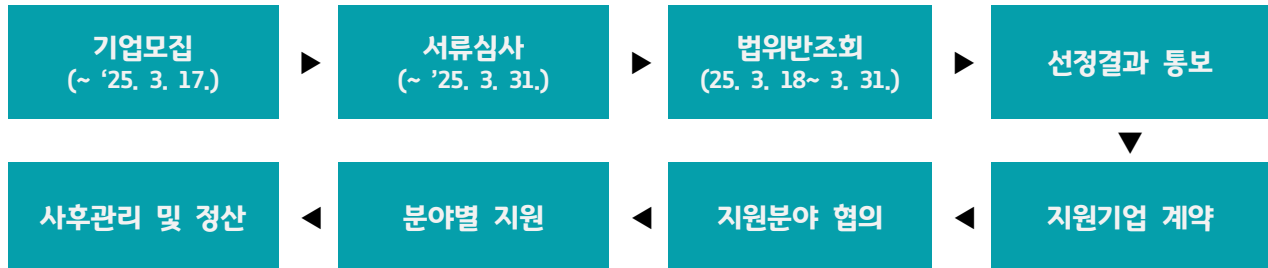 기업모집
(~ ‘25. 3. 17.)
서류심사
(~ ’25. 3. 31.)
법위반조회
(25. 3. 18~ 3. 31.)
선정결과 통보
지원기업 계약
지원분야 협의
분야별 지원
사후관리 및 정산